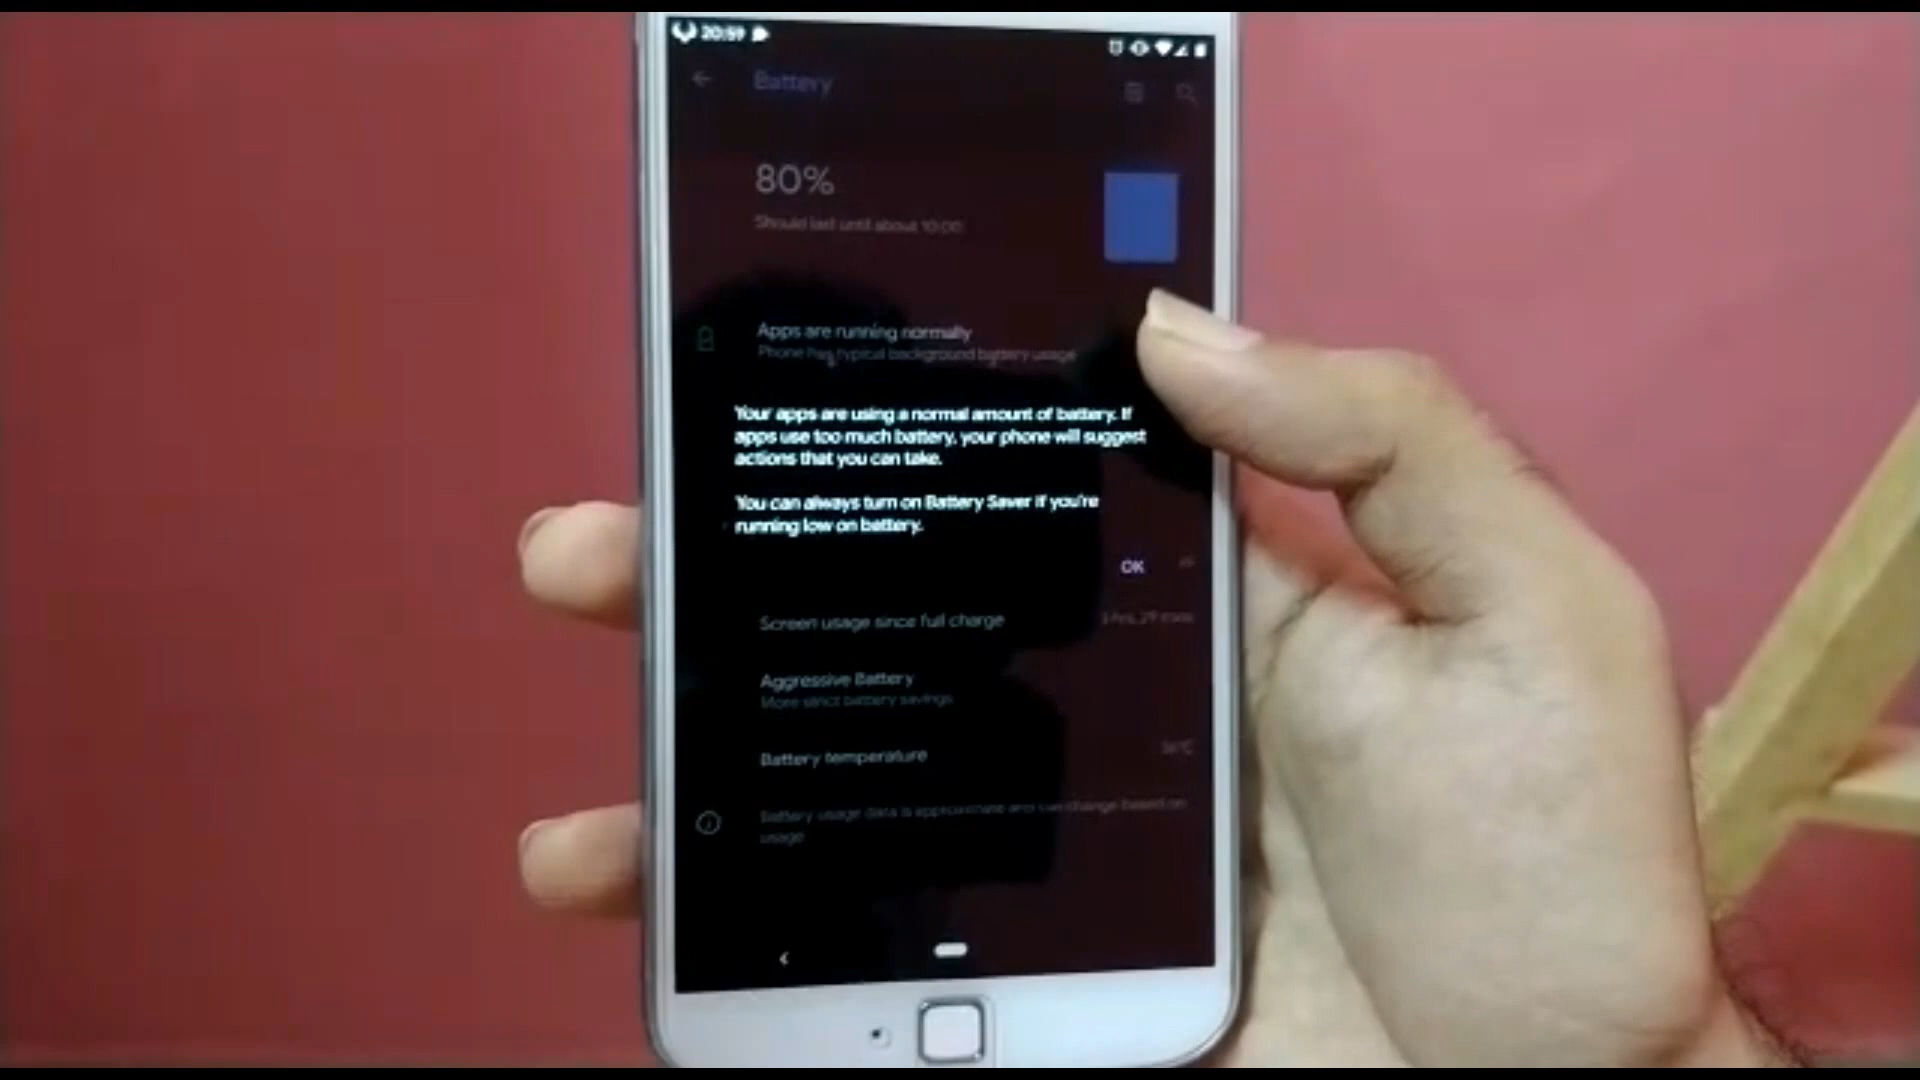 20:59
Battery
80%
Should last until about 10:00
Apps are running normally
Phone has typical background battery usage
Your apps are using a normal amount of battery. If
apps use too much battery, your phone will suggest
actions that you can take.
You can always turn on Battery Saver if you're
running low on battery.
OK
Screen usage since full charge
Aggressive Battery
More strict battery savings
Battery temperature
Battery usage data is approximate and can change based on
usage